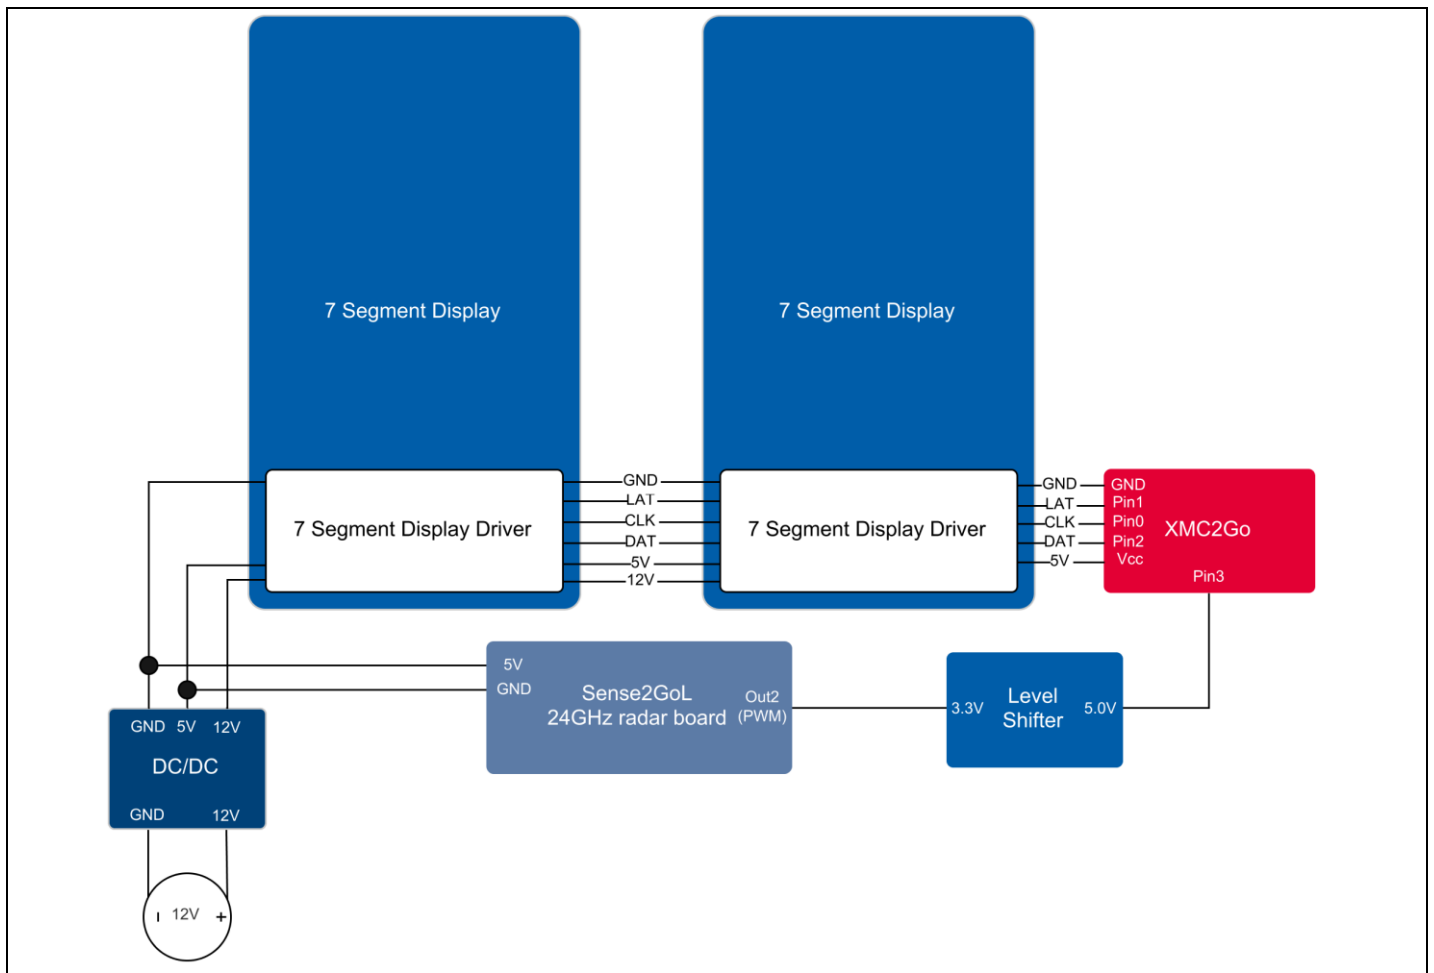 7 Segment Display
7 Segment Display
7 Segment Display Driver
GND
LAT
CLK
DAT
5V
12V
7 Segment Display Driver
GND
LAT
CLK
DAT
5V
GND
Pin1
Pin0
Pin2
Vcc
XMC2Go
Pin3
5V
GND
Sense2GoL
24GHz radar board
Out2
(PWM)
3.3V
Level
Shifter
5.0V
GND 5V 12V
DC/DC
GND 12V
- 12V +